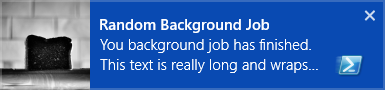 Random Background Job
You background job has finished.
This text is really long and wraps...